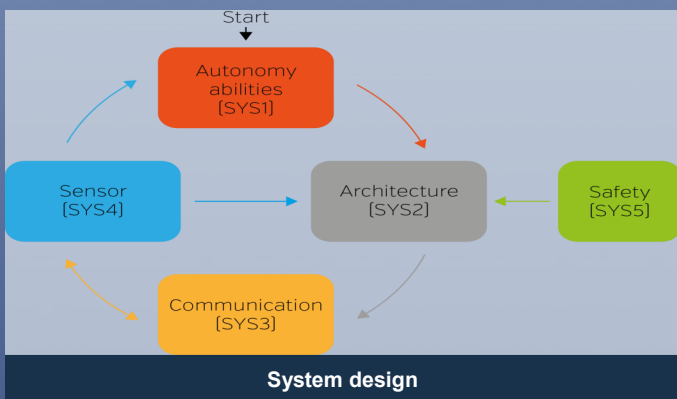 Start
Autonomy
abilities
(SYS1)
Sensor
(SYS4)
Architecture
(SYS2)
Safety
(SYS5)
Communication
(SYS3)
System design